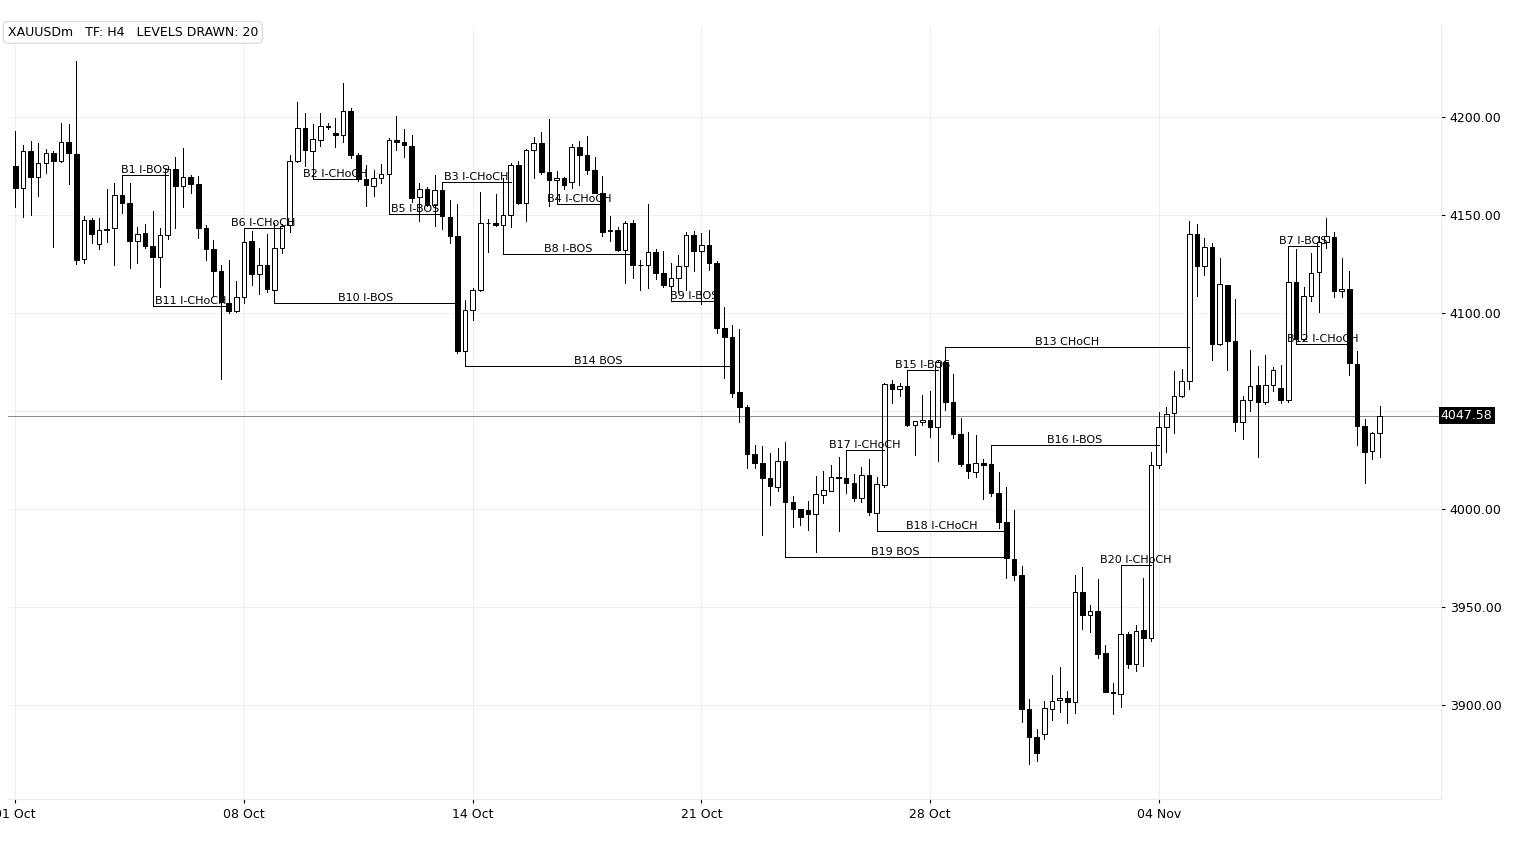 XAUUSDm TF: H4 LEVELS DRAWN: 20
4200.00
B1 I-BOS
B2 I-CHoCH
B3 I-CHoCH
B4 I-CHoCH
B5 I-BOS
4150.00
B6 I-CHoCH
B7 I-BOS
B8 I-BOS
B9 I-BOS
B10 I-BOS
B11 I-CHoCH
4100.00
B12 I-CHoCH
B13 CHoCH
B14 BOS
B15 I-BOS
4047.58
B16 I-BOS
B17 I-CHoCH
4000.00
B18 I-CHoCH
B19 BOS
B20 I-CHoCH
3950.00
3900.00
01 Oct
08 Oct
14 Oct
21 Oct
28 Oct
04 Nov